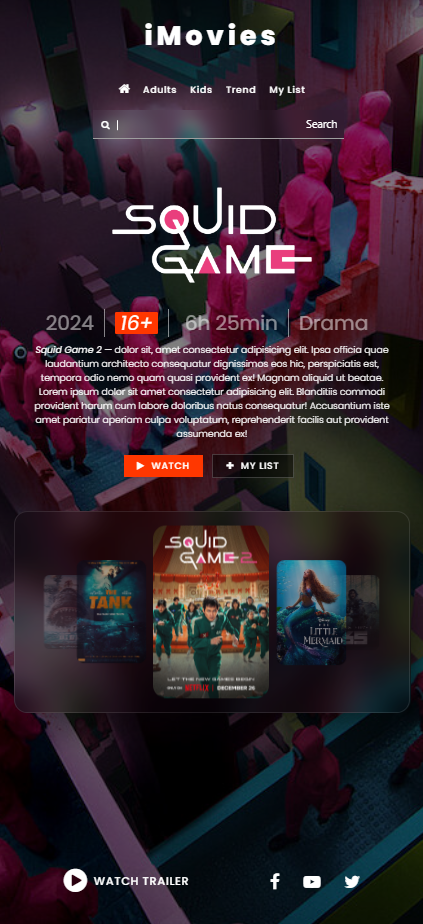 iMovies
Adults Kids Trend My List
Search
SQUID
GAME
2024 16+ 6h 25min Drama
Squid Game 2 — dolor sit, amet consectetur adipisicing elit. Ipsa officia quae
laudantium architecto consequatur dignissimos eos hic, perspiciatis est,
tempora odio nemo quam quasi provident ex! Magnam aliquid ut beatae.
Lorem ipsum dolor sit amet consectetur adipisicing elit. Blanditiis commodi
provident harum cum labore doloribus natus consequatur! Accusantium iste
amet pariatur aperiam culpa voluptatum, reprehenderit facilis aut provident
assumenda ex!
WATCH MY LIST
SQUID
GAME 2
THE
TANK
Disney
THE
LITTLE
MERMAID
LET THE NEW GAMES BEGIN
NETFLIX DECEMBER 26
WATCH TRAILER